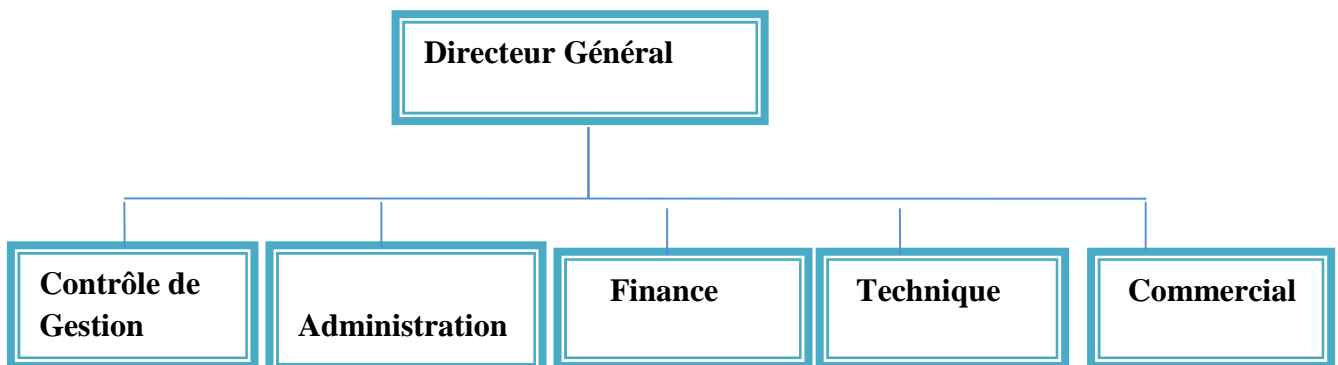 Directeur Général
Contrôle de
Gestion
Administration
Finance
Technique
Commercial